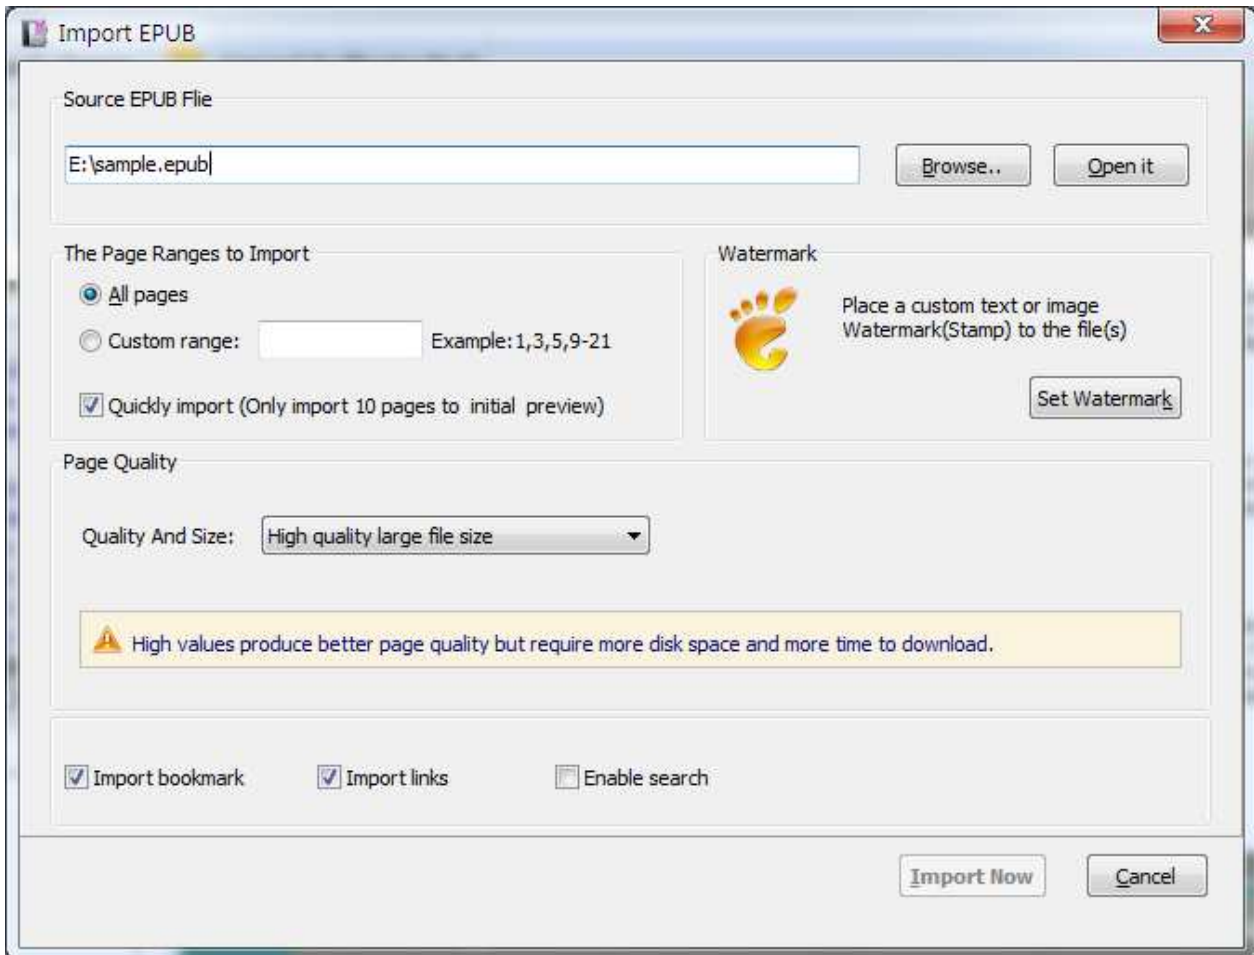 Import EPUB
Source EPUB Flie
E:\sample.epub
Browse..
Open it
The Page Ranges to Import
All pages
Custom range:
Example:1,3,5,9-21
Quickly import (Only import 10 pages to initial preview)
Watermark
Place a custom text or image
Watermark(Stamp) to the file(s)
Set Watermark
Page Quality
Quality And Size:
High quality large file size
High values produce better page quality but require more disk space and more time to download.
Import bookmark
Import links
Enable search
Import Now
Cancel